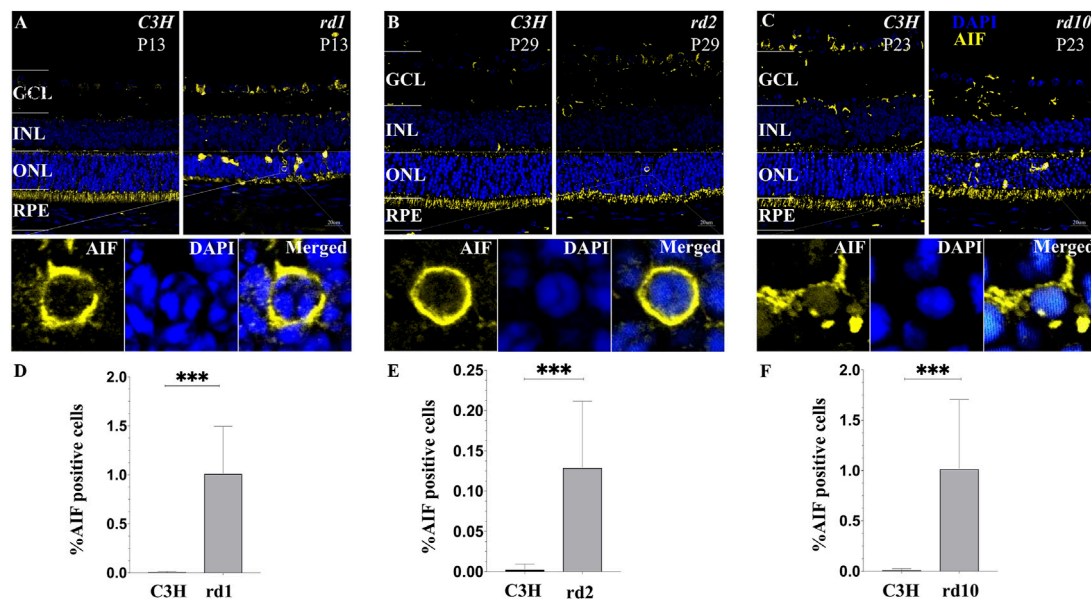 A C3H P13 rd1 P13
GCL
INL
ONL
RPE
20um
AIF DAPI Merged
B C3H P29 rd2 P29
GCL
INL
ONL
RPE
20um
AIF DAPI Merged
C C3H P23 DAPI AIF rd10 P23
GCL
INL
ONL
RPE
20um
AIF DAPI Merged
D
***
%AIF positive cells
2.0
1.5
1.0
0.5
0.0
C3H rd1
E
***
%AIF positive cells
0.25
0.20
0.15
0.10
0.05
0.00
C3H rd2
F
***
%AIF positive cells
2.0
1.5
1.0
0.5
0.0
C3H rd10